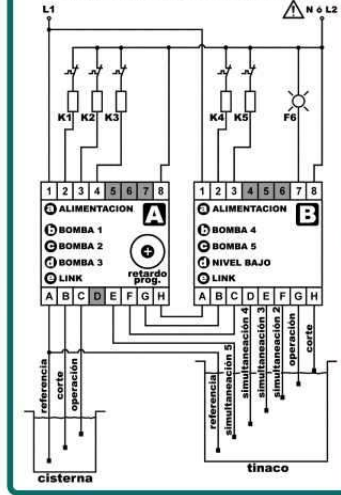 L1
N ó L2
K1 K2 K3
K4 K5 F6
1 2 3 4 5 6 7 8
1 2 3 4 5 6 7 8
a ALIMENTACION A
b BOMBA 1
c BOMBA 2
d BOMBA 3
e LINK
retardo
prog.
A B C D E F G H
a ALIMENTACION B
b BOMBA 4
c BOMBA 5
d NIVEL BAJO
e LINK
A B C D E F G H
referencia
corte
operación
cisterna
referencia
simultaneación 5
simultaneación 4
simultaneación 3
simultaneación 2
operación
corte
tinaco